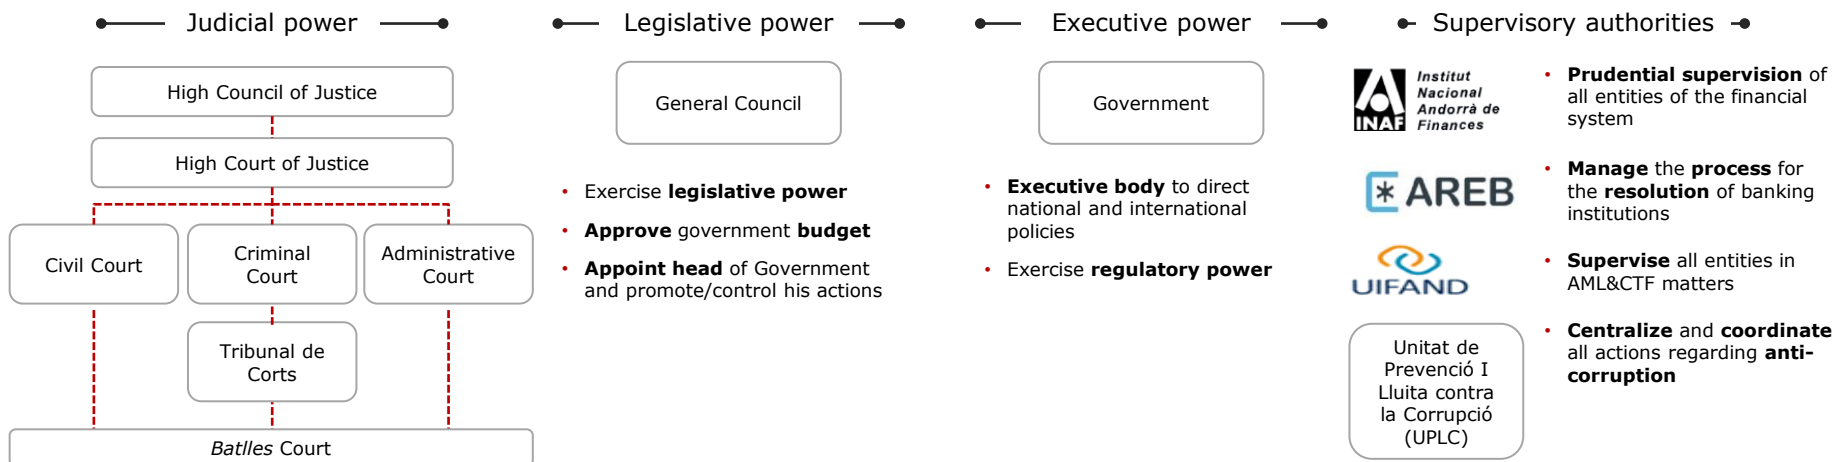 Judicial power
High Council of Justice
High Court of Justice
Civil Court
Criminal
Court
Administrative
Court
Tribunal de
Corts
Batlles Court
Legislative power
General Council
• Exercise legislative power
• Approve government budget
• Appoint head of Government
and promote/control his actions
Executive power
Government
• Executive body to direct
national and international
policies
• Exercise regulatory power
Supervisory authorities
INAF
Institut
Nacional
Andorrà de
Finances
• Prudential supervision of
all entities of the financial
system
AREB
• Manage the process for
the resolution of banking
institutions
UIFAND
• Supervise all entities in
AML&CTF matters
Unitat de
Prevenció I
Lluita contra
la Corrupció
(UPLC)
• Centralize and coordinate
all actions regarding anti-
corruption